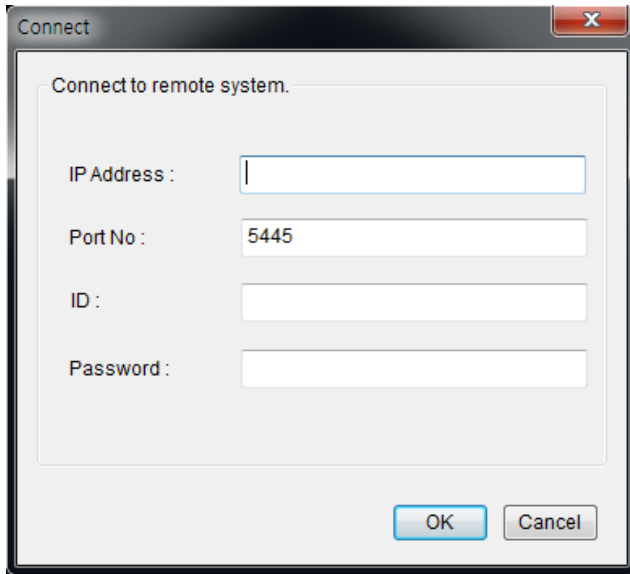 Connect
Connect to remote system.
IP Address :
Port No : 5445
ID :
Password :
OK Cancel